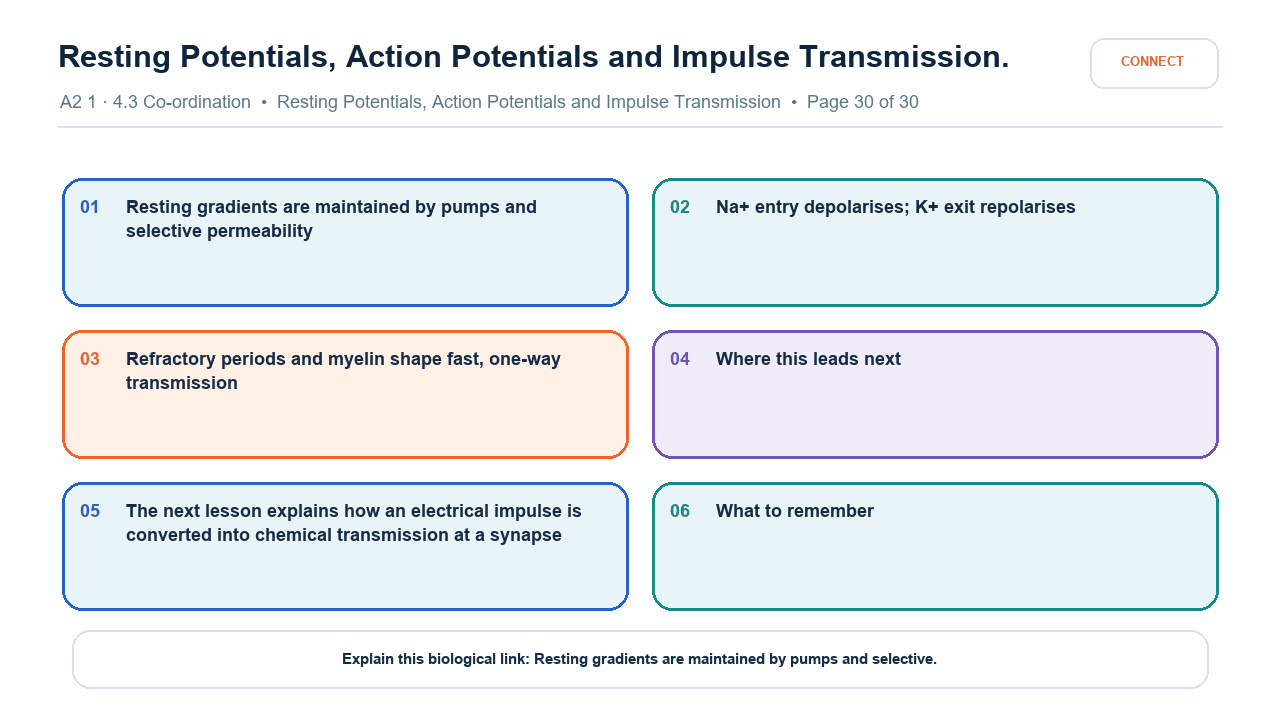 Resting Potentials, Action Potentials and Impulse Transmission.
CONNECT
A2 1 · 4.3 Co-ordination • Resting Potentials, Action Potentials and Impulse Transmission • Page 30 of 30
01 Resting gradients are maintained by pumps and
selective permeability
02 Na+ entry depolarises; K+ exit repolarises
03 Refractory periods and myelin shape fast, one-way
transmission
04 Where this leads next
05 The next lesson explains how an electrical impulse is
converted into chemical transmission at a synapse
06 What to remember
Explain this biological link: Resting gradients are maintained by pumps and selective.